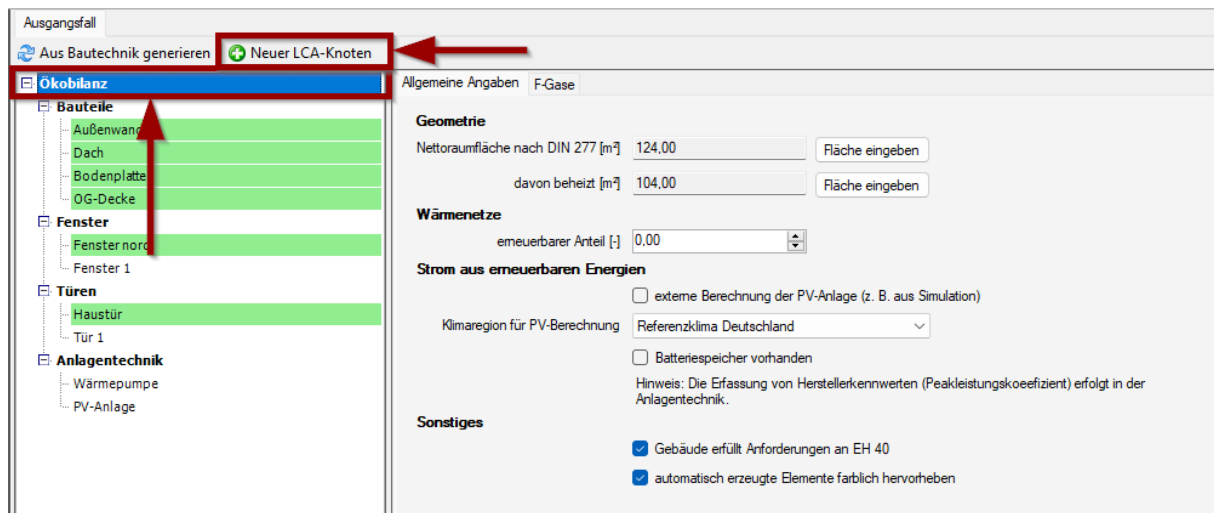 Ausgangsfall
Aus Bautechnik generieren Neuer LCA-Knoten
Ökobilanz
Bauteile
Außenwand
Dach
Bodenplatte
OG-Decke
Fenster
Fenster nord
Fenster 1
Türen
Haustür
Tür 1
Anlagentechnik
Wärmepumpe
PV-Anlage
Allgemeine Angaben F-Gase
Geometrie
Nettoraumfläche nach DIN 277 [m²] 124,00 Fläche eingeben
davon beheizt [m²] 104,00 Fläche eingeben
Wärmenetze
erneuerbarer Anteil [-] 0,00
Strom aus erneuerbaren Energien
externe Berechnung der PV-Anlage (z. B. aus Simulation)
Klimaregion für PV-Berechnung Referenzklima Deutschland
Batteriespeicher vorhanden
Hinweis: Die Erfassung von Herstellerkennwerten (Peakleistungskoeefizient) erfolgt in der
Anlagentechnik.
Sonstiges
Gebäude erfüllt Anforderungen an EH 40
automatisch erzeugte Elemente farblich hervorheben